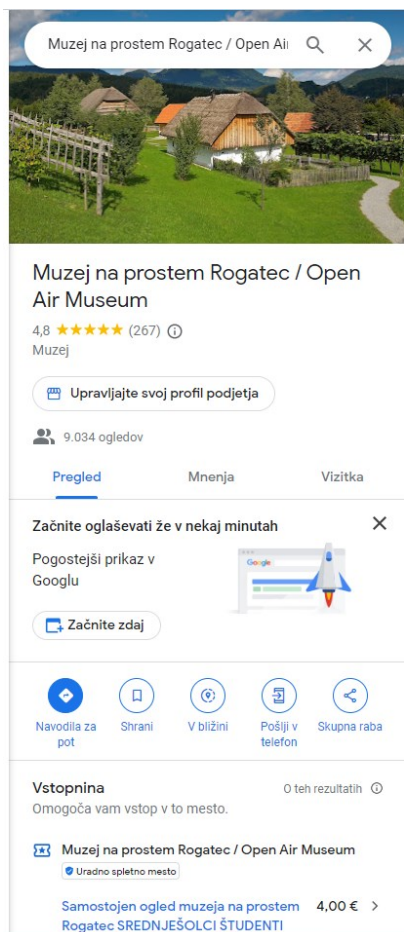 Muzej na prostem Rogatec / Open Ai
Muzej na prostem Rogatec / Open
Air Museum
4,8 (267)
Muzej
Upravljajte svoj profil podjetja
9.034 ogledov
Pregled Mnenja Vizitka
Začnite oglaševati že v nekaj minutah
Pogostejši prikaz v
Googlu
Google
Začnite zdaj
Navodila za pot Shrani V bližini Pošlji v telefon Skupna raba
Vstopnina O teh rezultatih
Omogoča vam vstop v to mesto.
Muzej na prostem Rogatec / Open Air Museum
Uradno spletno mesto
Samostojen ogled muzeja na prostem 4,00 €
Rogatec SREDNJEŠOLCI ŠTUDENTI